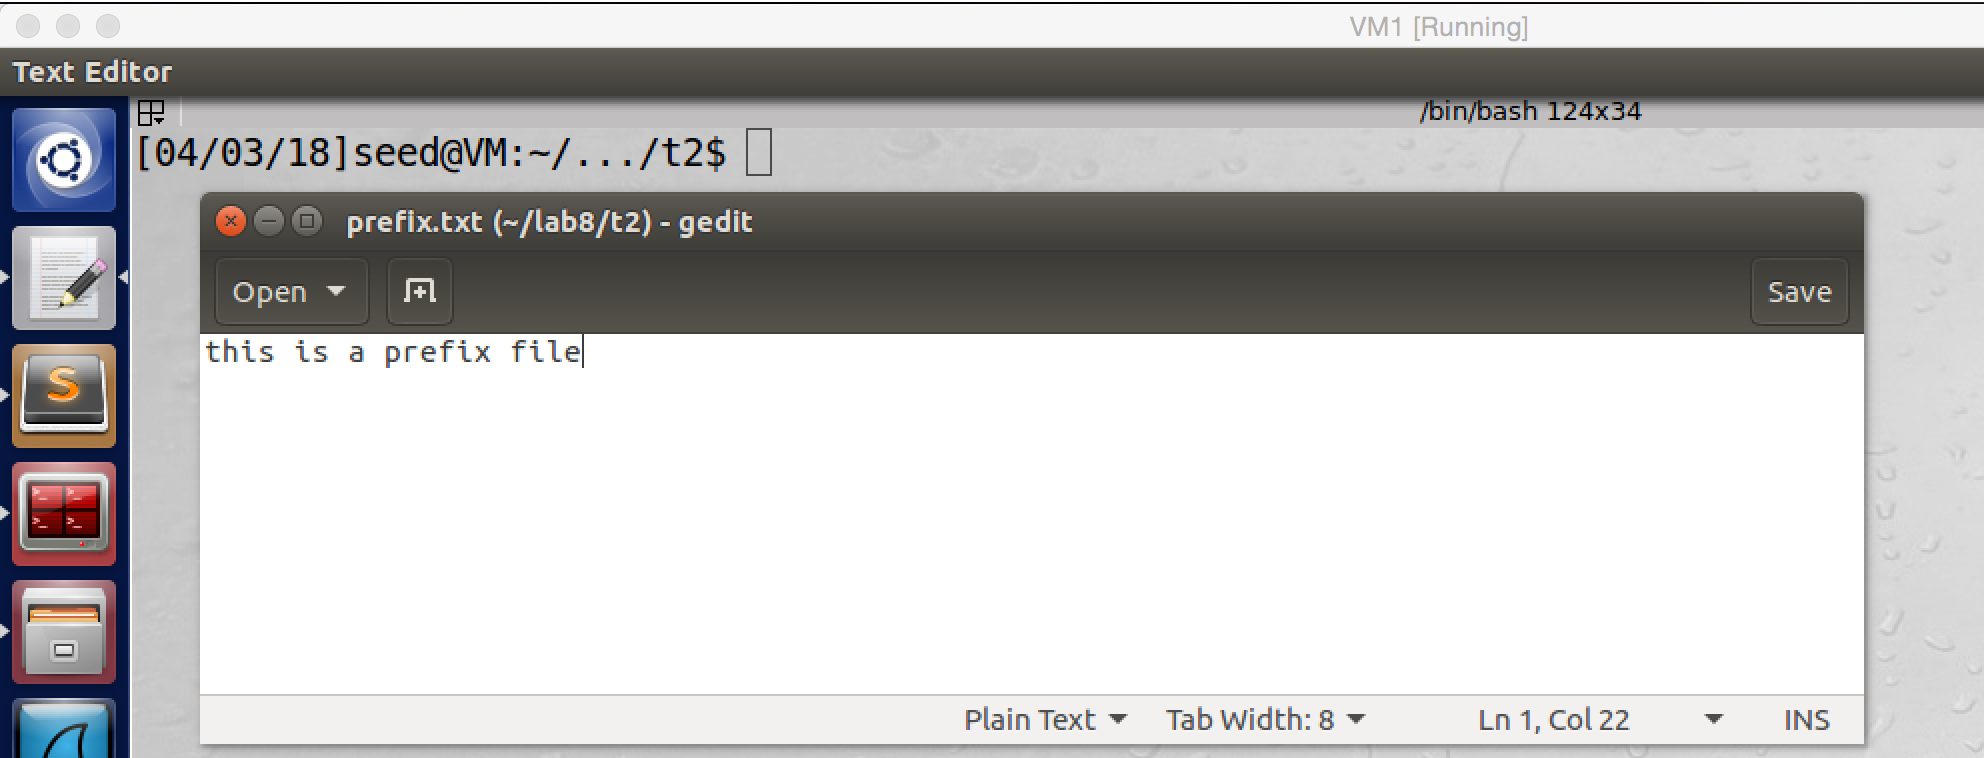 VM1 [Running]
Text Editor
/bin/bash 124x34
[04/03/18]seed@VM:~/.../t2$
prefix.txt (~/lab8/t2) - gedit
Open
Save
this is a prefix file
Plain Text
Tab Width: 8
Ln 1, Col 22
INS